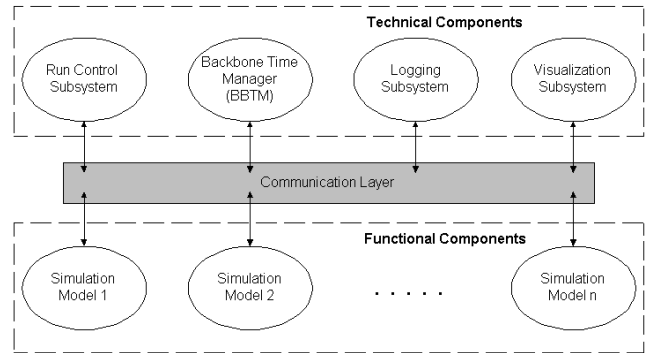 Technical Components
Run Control
Subsystem
Backbone Time
Manager
(BBTM)
Logging
Subsystem
Visualization
Subsystem
Communication Layer
Functional Components
Simulation
Model 1
Simulation
Model 2
. . . . .
Simulation
Model n